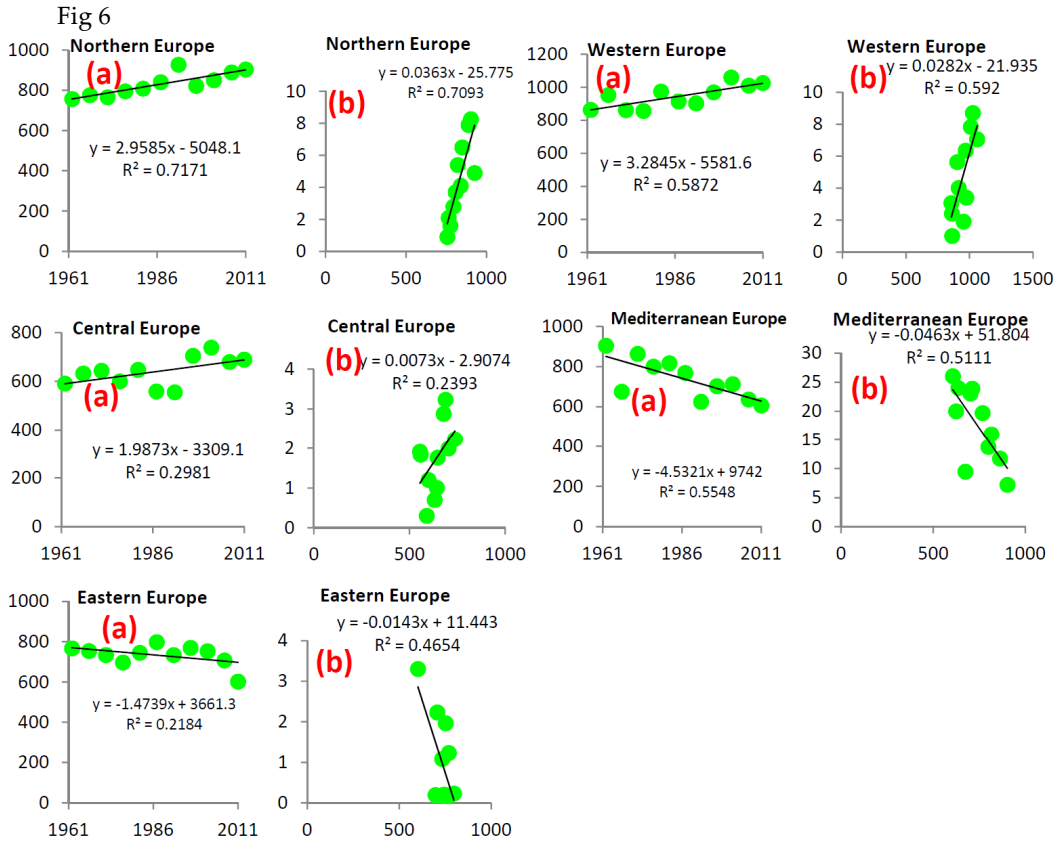 Fig 6
Northern Europe
(a)
1000
800
600
400
200
0
y = 2.9585x - 5048.1
R² = 0.7171
1961 1986 2011
Northern Europe
y = 0.0363x - 25.775
R² = 0.7093
(b)
10
8
6
4
2
0
0 500 1000
Western Europe
(a)
1200
1000
800
600
400
200
0
y = 3.2845x - 5581.6
R² = 0.5872
1961 1986 2011
Western Europe
(b)
y = 0.0282x - 21.935
R² = 0.592
10
8
6
4
2
0
0 500 1000 1500
Central Europe
800
600
400
200
0
(a)
y = 1.9873x - 3309.1
R² = 0.2981
1961 1986 2011
Central Europe
(b)
y = 0.0073x - 2.9074
R² = 0.2393
4
3
2
1
0
0 500 1000
Mediterranean Europe
1000
800
600
400
200
0
(a)
y = -4.5321x + 9742
R² = 0.5548
1961 1986 2011
Mediterranean Europe
y = -0.0463x + 51.804
R² = 0.5111
(b)
30
25
20
15
10
5
0
0 500 1000
Eastern Europe
(a)
1000
800
600
400
200
0
y = -1.4739x + 3661.3
R² = 0.2184
1961 1986 2011
Eastern Europe
y = -0.0143x + 11.443
R² = 0.4654
(b)
4
3
2
1
0
0 500 1000